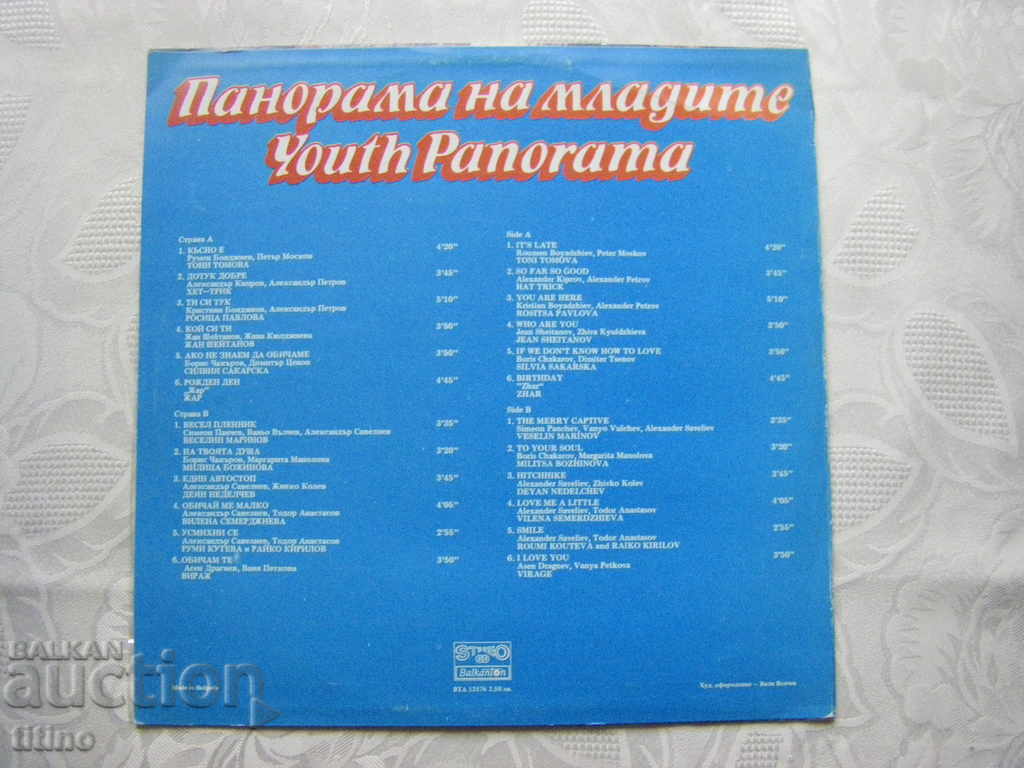 Панорама на младите
Youth Panorama
Страна А
1. КЪСНО Е 4'20"
Румен Бояджиев, Петър Москов
ТОНИ ТОМОВА
2. ДОТУК ДОБРЕ 3'45"
Александър Кипров, Александър Петров
ХЕТ—ТРИК
3. ТИ СИ ТУК 5'10"
Кристиян Бояджиев, Александър Петров
РОСИЦА ПАВЛОВА
4. КОЙ СИ ТИ 3'50"
Жан Шейтанов, Жива Кюлджиева
ЖАН ШЕЙТАНОВ
5. АКО НЕ ЗНАЕМ ДА ОБИЧАМЕ 3'50"
Борис Чакъров, Димитър Ценов
СИЛВИЯ САКАРСКА
6. РОЖДЕН ДЕН 4'45"
„Жар"
ЖАР
Страна В
1. ВЕСЕЛ ПЛЕННИК 3'25"
Симеон Панчев, Ваньо Вълчев, Александър Савелиев
ВЕСЕЛИН МАРИНОВ
2. НА ТВОЯТА ДУША 3'20"
Борис Чакъров, Маргарита Манолова
МИЛИЦА БОЖИНОВА
3. ЕДИН АВТОСТОП 3'45"
Александър Савелиев, Живко Колев
ДЕЯН НЕДЕЛЧЕВ
4. ОБИЧАЙ МЕ МАЛКО 4'05"
Александър Савелиев, Тодор Анастасов
ВИЛЕНА СЕМЕРДЖИЕВА
5. УСМИХНИ СЕ 2'55"
Александър Савелиев, Тодор Анастасов
РУМИ КУТЕВА и РАЙКО КИРИЛОВ
6. ОБИЧАМ ТЕ 3'50"
Асен Драгнев, Ваня Петкова
ВИРАЖ
Side A
1. IT'S LATE 4'20"
Roumen Boyadzhiev, Peter Moskov
TONI TOMOVA
2. SO FAR SO GOOD 3'45"
Alexander Kiprov, Alexander Petrov
HAT TRICK
3. YOU ARE HERE 5'10"
Kristian Boyadzhiev, Alexander Petrov
ROSITSA PAVLOVA
4. WHO ARE YOU 3'50"
Jean Sheitanov, Zhiva Kyuldzhieva
JEAN SHEITANOV
5. IF WE DON'T KNOW HOW TO LOVE 3'50"
Boris Chakarov, Dimiter Tsenov
SILVIA SAKARSKA
6. BIRTHDAY 4'45"
"Zhar"
ZHAR
Side B
1. THE MERRY CAPTIVE 3'25"
Simeon Panchev, Vanyo Valchev, Alexander Saveliev
VESELIN MARINOV
2. TO YOUR SOUL 3'20"
Boris Chakarov, Margarita Manolova
MILITSA BOZHINOVA
3. HITCHHIKE 3'45"
Alexander Saveliev, Zhivko Kolev
DEYAN NEDELCHEV
4. LOVE ME A LITTLE 4'05"
Alexander Saveliev, Todor Anastasov
VILENA SEMERDZHIEVA
5. SMILE 2'55"
Alexander Saveliev, Todor Anastasov
ROUMI KOUTEVA and RAIKO KIRILOV
6. I LOVE YOU 3'50"
Asen Dragnev, Vanya Petkova
VIRAGE
STEREO
Balkanton
ВТА 12176 2,50 лв.
Made in Bulgaria
Худ. оформление —
BALKAN
auction
titino